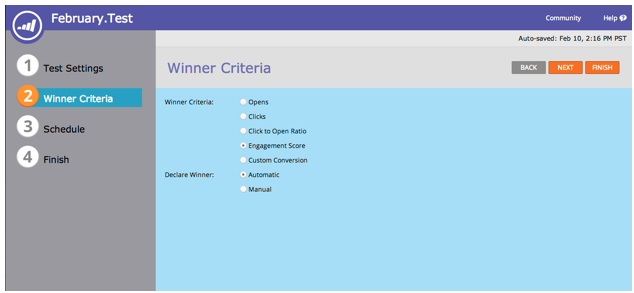 February.Test
Community Help
Auto-saved: Feb 10, 2:16 PM PST
1 Test Settings
2 Winner Criteria
3 Schedule
4 Finish
Winner Criteria
BACK NEXT FINISH
Winner Criteria: Opens
Clicks
Click to Open Ratio
Engagement Score
Custom Conversion
Declare Winner: Automatic
Manual